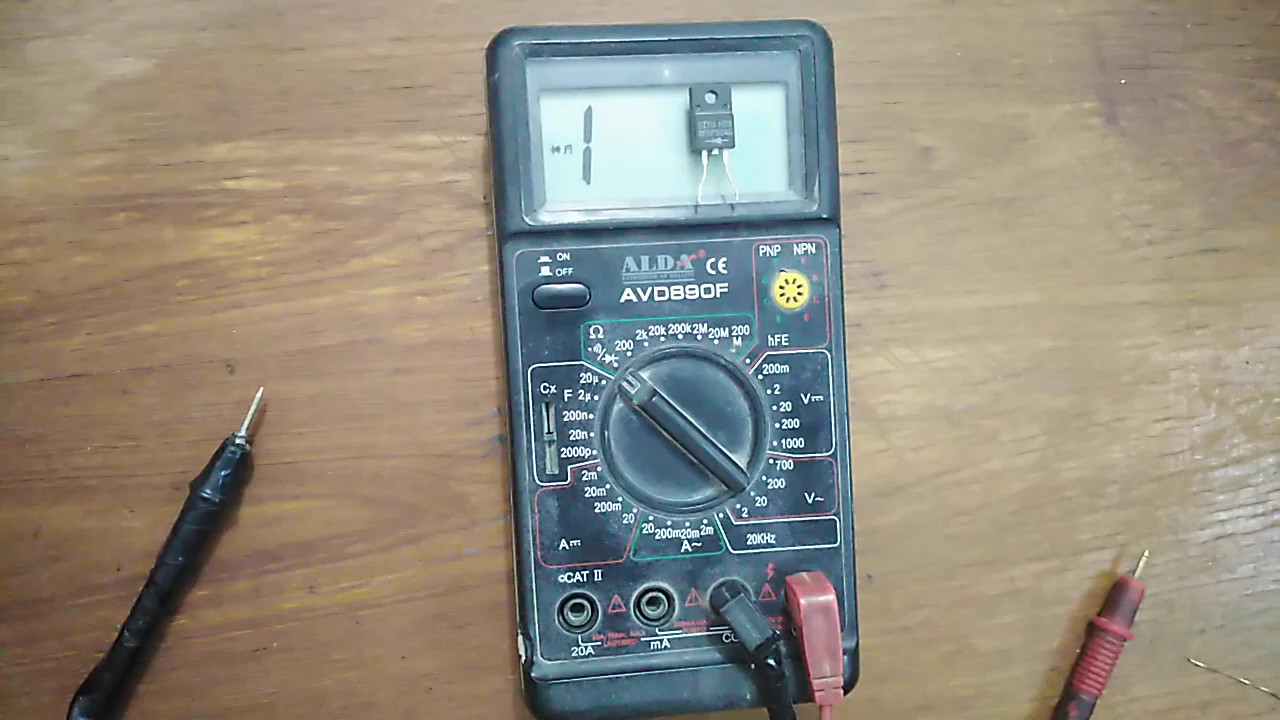 1
ON
OFF
ALDA
CE
AVD890F
PNP NPN
hFE
Ω
200 2k 20k 200k 2M 20M 200
M
Cx F
20µ
2µ
200n
20n
2000p
200m
2
20
200
1000
V
700
200
20
2
V~
2m
20m
200m
20
A
20 200m 20m 2m
A~
20KHz
CAT II
20A
mA